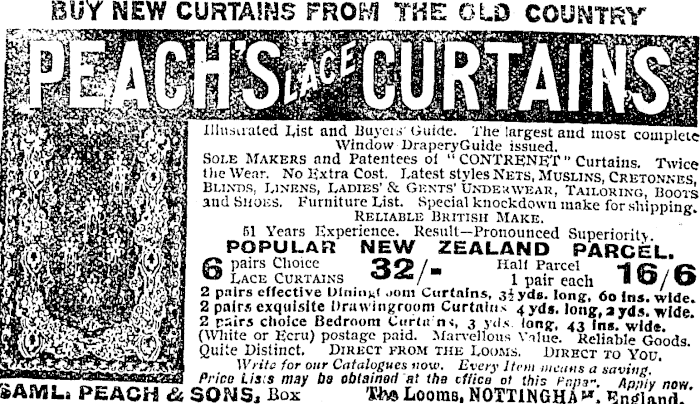 BUY NEW CURTAINS FROM THE OLD COUNTRY
PEACH'S LACE CURTAINS
Illustrated List and Buyers' Guide. The largest and most complete
Window Drapery Guide issued.
SOLE MAKERS and Patentees of "CONTRENET" Curtains. Twice
the Wear. No Extra Cost. Latest styles NETS, MUSLINS, CRETONNES,
BLINDS, LINENS, LADIES' & GENTS' UNDERWEAR, TAILORING, BOOTS
and SHOES. Furniture List. Special knockdown make for shipping.
RELIABLE BRITISH MAKE.
51 Years Experience. Result—Pronounced Superiority.
POPULAR NEW ZEALAND PARCEL.
6 pairs Choice LACE CURTAINS 32/- Half Parcel 1 pair each 16/6
2 pairs effective Diningroom Curtains, 3½ yds. long, 60 ins. wide.
2 pairs exquisite Drawingroom Curtains 4 yds. long, 2 yds. wide.
2 pairs choice Bedroom Curtains, 3 yds. long, 43 ins. wide.
(White or Ecru) postage paid. Marvellous Value. Reliable Goods.
Quite Distinct. DIRECT FROM THE LOOMS. DIRECT TO YOU.
Write for our Catalogues now. Every Item means a saving.
Price Lists may be obtained at the office of this Paper. Apply now.
SAML. PEACH & SONS, Box The Looms, NOTTINGHAM, England.